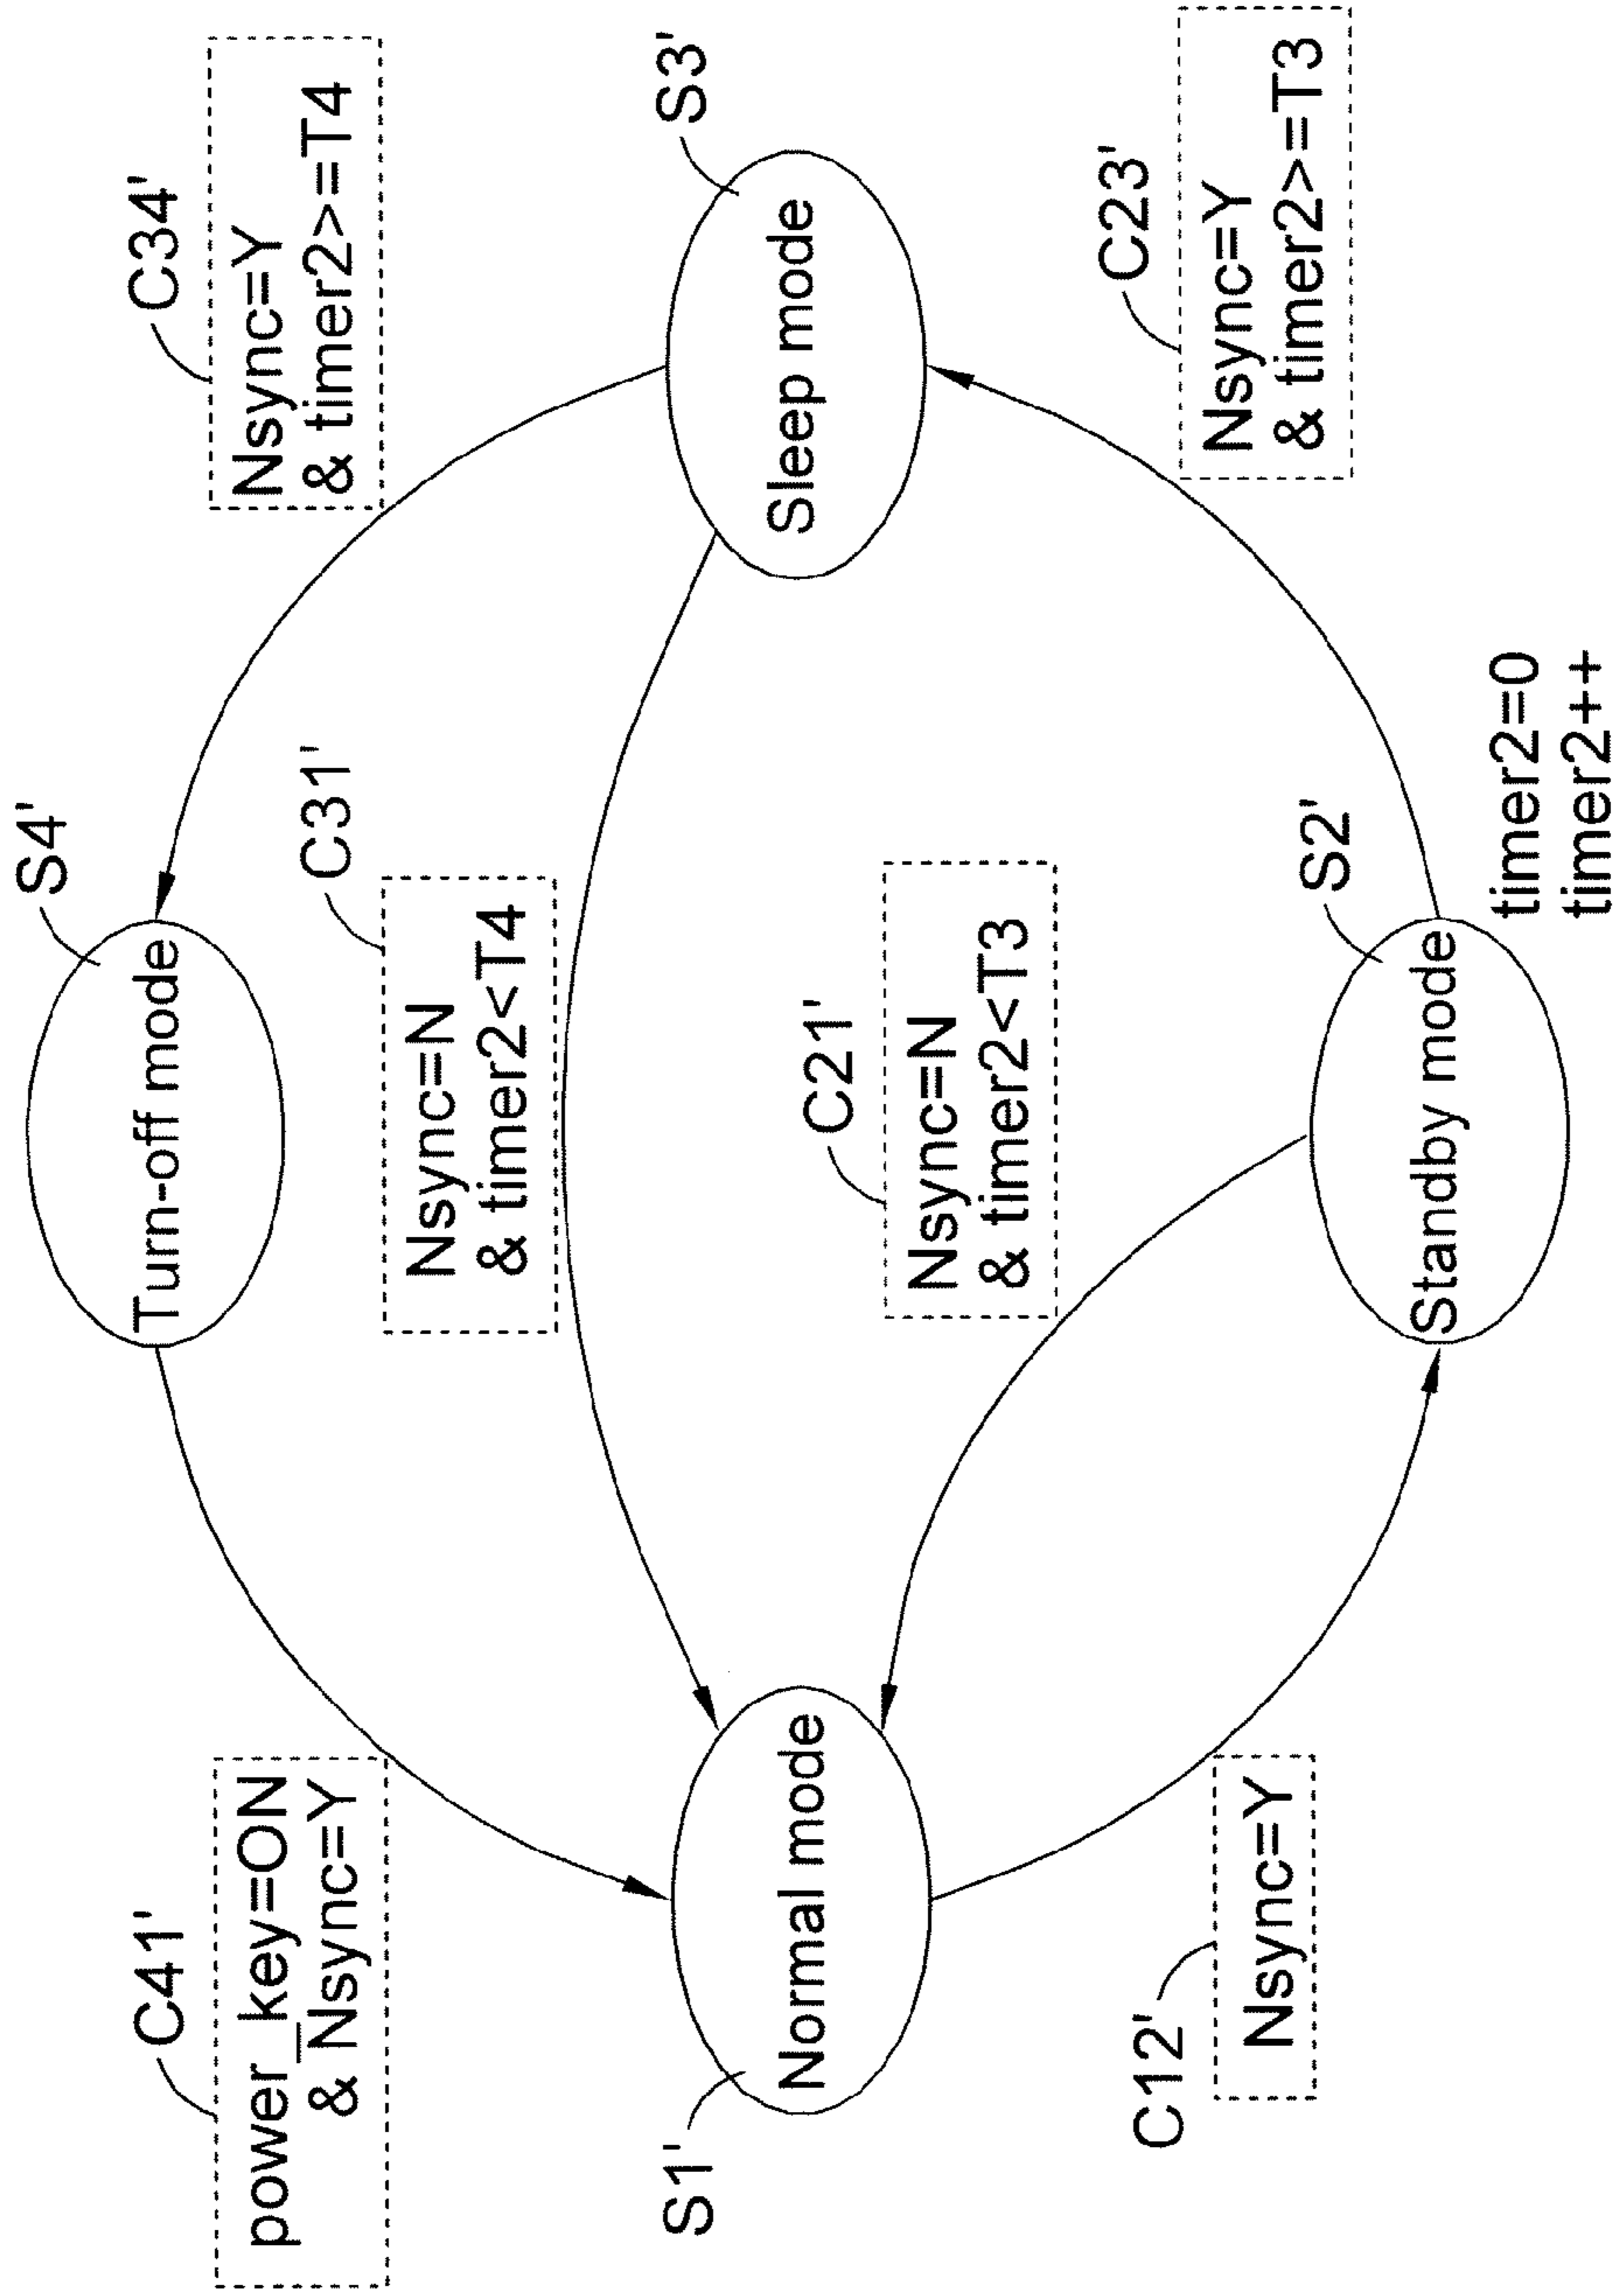 S4'
Turn-off mode
C41'
power_key=ON
& Nsync=Y
C34'
Nsync=Y
& timer2>=T4
C31'
Nsync=N
& timer2<T4
S1'
Normal mode
S3'
Sleep mode
C21'
Nsync=N
& timer2<T3
C12'
Nsync=Y
C23'
Nsync=Y
& timer2>=T3
S2'
Standby mode
timer2=0
timer2++